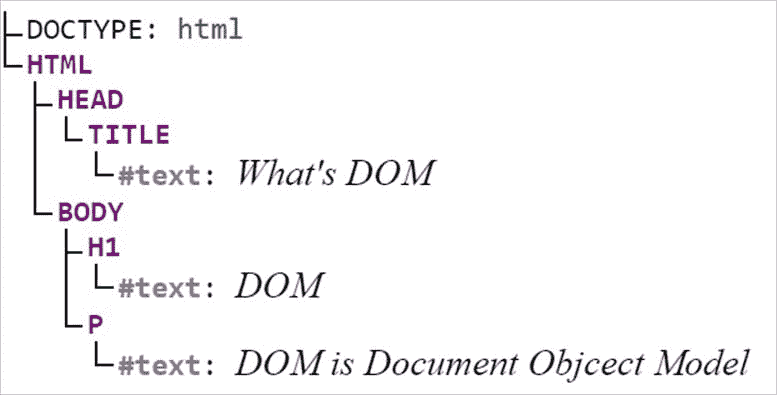 DOCTYPE: html
HTML
HEAD
TITLE
#text: What's DOM
BODY
H1
#text: DOM
P
#text: DOM is Document Objcect Model